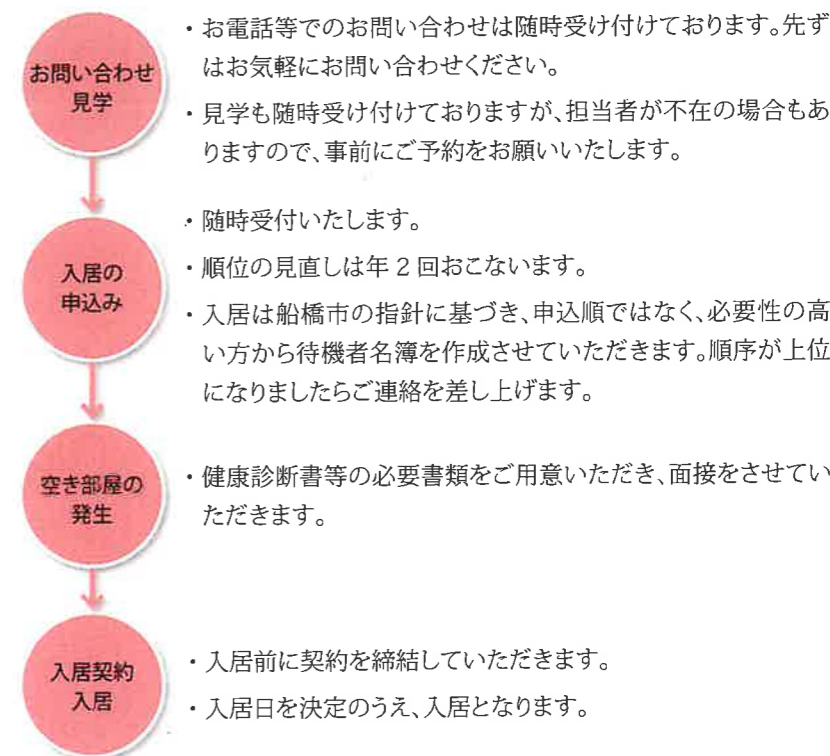 お問い合わせ
見学
・お電話等でのお問い合わせは随時受け付けております。先ず
はお気軽にお問い合わせください。
・見学も随時受け付けておりますが、担当者が不在の場合もあ
りますので、事前にご予約をお願いいたします。
入居の
申込み
・随時受付いたします。
・順位の見直しは年2回おこないます。
・入居は船橋市の指針に基づき、申込順ではなく、必要性の高
い方から待機者名簿を作成させていただきます。順序が上位
になりましたらご連絡を差し上げます。
空き部屋の
発生
・健康診断書等の必要書類をご用意いただき、面接をさせてい
ただきます。
入居契約
入居
・入居前に契約を締結していただきます。
・入居日を決定のうえ、入居となります。